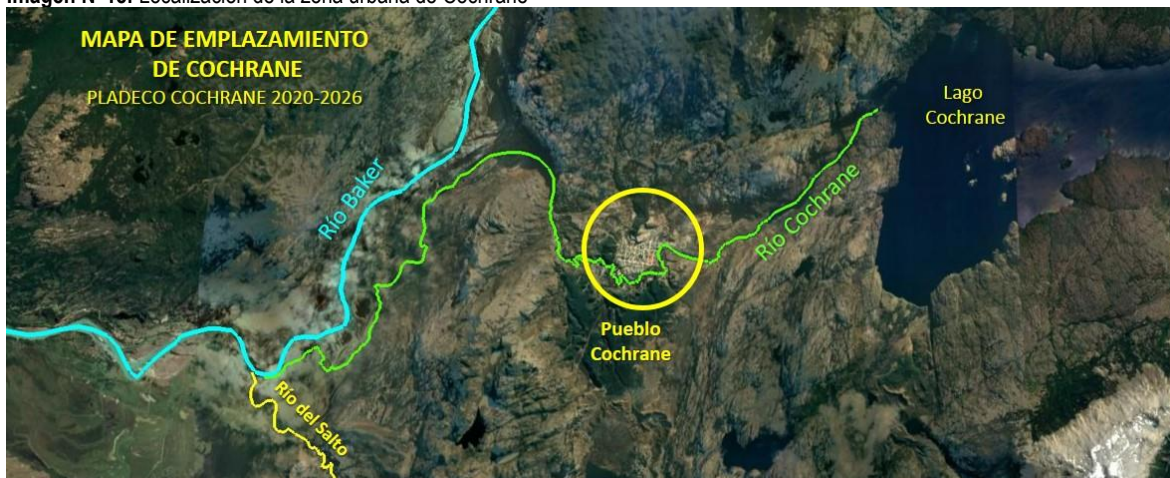 Imagen N° 15. Localización de la zona urbana de Cochrane
MAPA DE EMPLAZAMIENTO
DE COCHRANE
PLADECO COCHRANE 2020-2026
Lago
Cochrane
Río Baker
Río Cochrane
Pueblo
Cochrane
Río del Salto